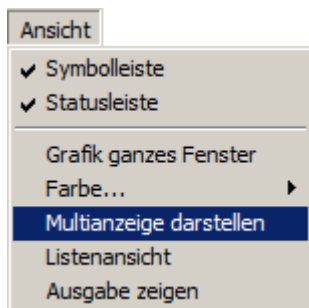 Ansicht
Symbolleiste
Statusleiste
Grafik ganzes Fenster
Farbe...
Multianzeige darstellen
Listenansicht
Ausgabe zeigen